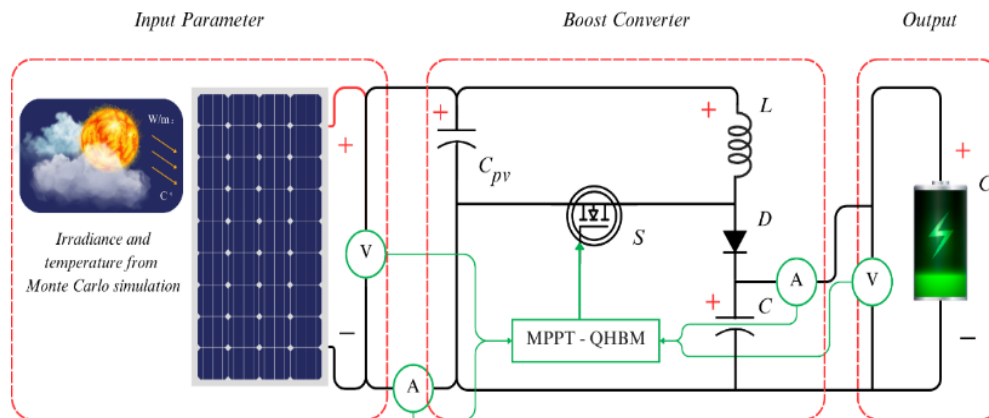 Input Parameter
Boost Converter
Output
W/m2
C°
Irradiance and
temperature from
Monte Carlo simulation
+
−
V
A
+
Cpv
+
L
S
D
+
C
A
MPPT - QHBM
V
+
−